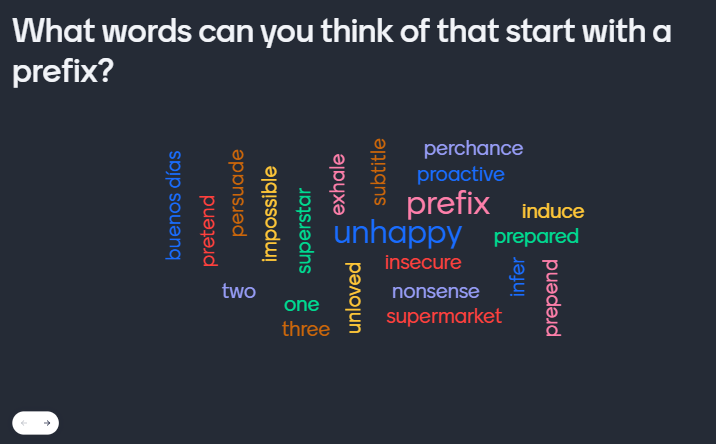 What words can you think of that start with a
prefix?
buenos días
pretend
persuade
impossible
superstar
exhale
subtitle
perchance
proactive
prefix
induce
unhappy
prepared
insecure
infer
prepend
two
one
three
unloved
nonsense
supermarket